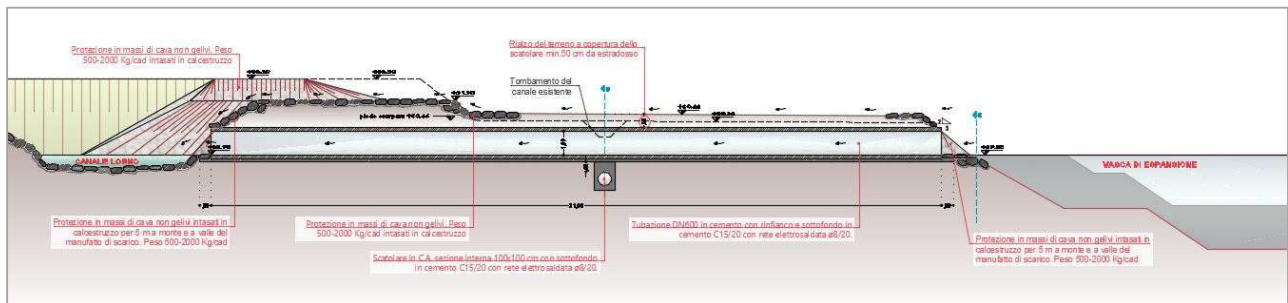 Protezione in massi di cava non gelivi. Peso
500-2000 Kg/cad intasati in calcestruzzo
Rialzo del terreno a copertura dello
scatolare min.50 cm da estradosso
Tombamento del
canale esistente
CANALE LORNO
VASCA DI ESPANSIONE
Protezione in massi di cava non gelivi intasati in
calcestruzzo per 5 m a monte e a valle del
manufatto di scarico. Peso 500-2000 Kg/cad
Protezione in massi di cava non gelivi. Peso
500-2000 Kg/cad intasati in calcestruzzo
Scatolare in C.A. sezione interna 100x100 cm con sottofondo
in cemento C15/20 con rete elettrosaldata ø8/20.
Tubazione DN600 in cemento con rinfianco e sottofondo in
cemento C15/20 con rete elettrosaldata ø8/20.
Protezione in massi di cava non gelivi intasati in
calcestruzzo per 5 m a monte e a valle del
manufatto di scarico. Peso 500-2000 Kg/cad